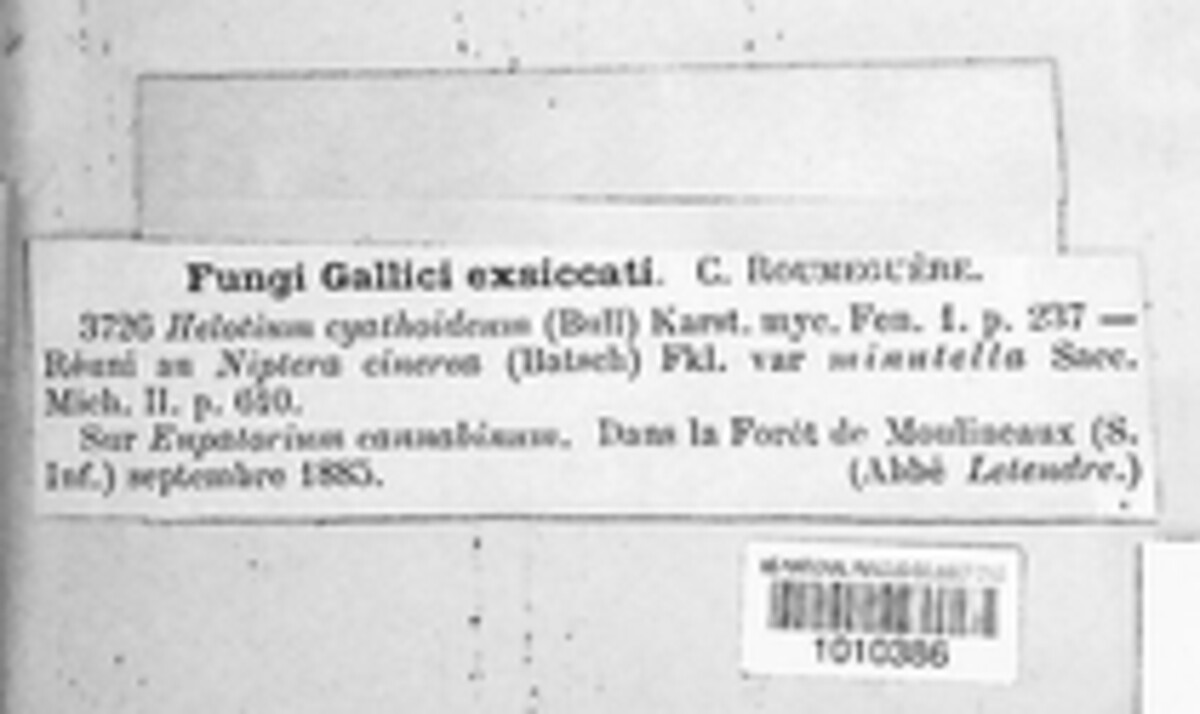 Fungi Gallici exsiccati. C. ROUMEGUÈRE.
3726 Helotium cyathoideum (Bull) Karst. myc. Fen. 1. p. 237 —
Réuni au Niptera cinerea (Batsch) Fkl. var minutella Sacc.
Mich. II. p. 640.
Sur Eupatorium cannabinum. Dans la Forêt de Moulineaux (S.
Inf.) septembre 1885. (Abbé Letendre.)
1010386